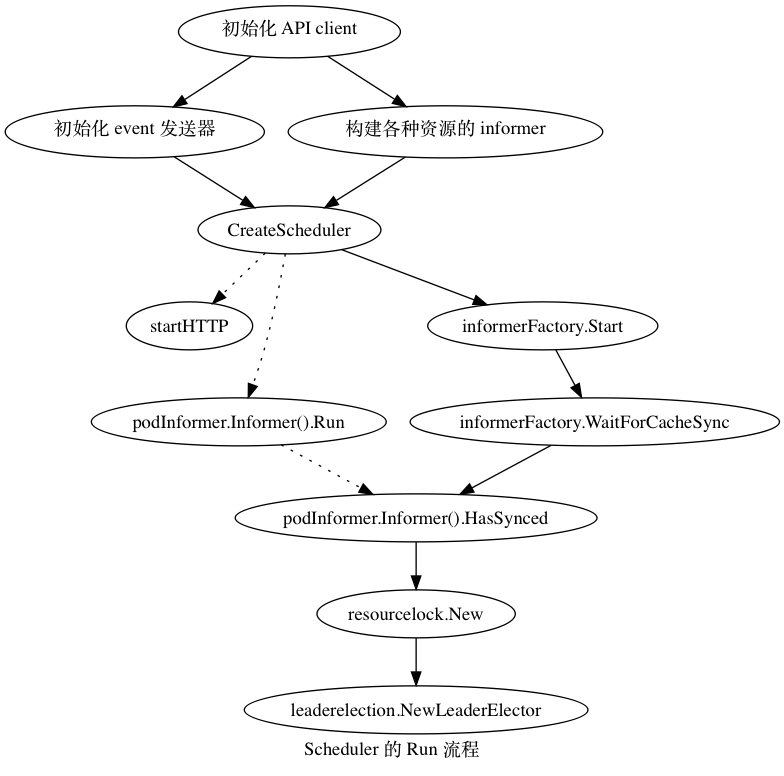 初始化 API client
初始化 event 发送器
构建各种资源的 informer
CreateScheduler
startHTTP
informerFactory.Start
podInformer.Informer().Run
informerFactory.WaitForCacheSync
podInformer.Informer().HasSynced
resourcelock.New
leaderelection.NewLeaderElector
Scheduler 的 Run 流程